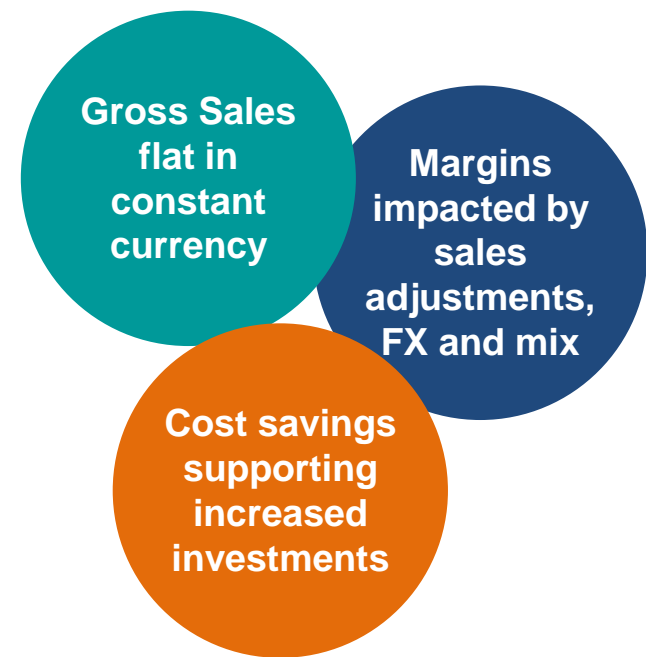 Gross Sales
flat in
constant
currency
Margins
impacted by
sales
adjustments,
FX and mix
Cost savings
supporting
increased
investments